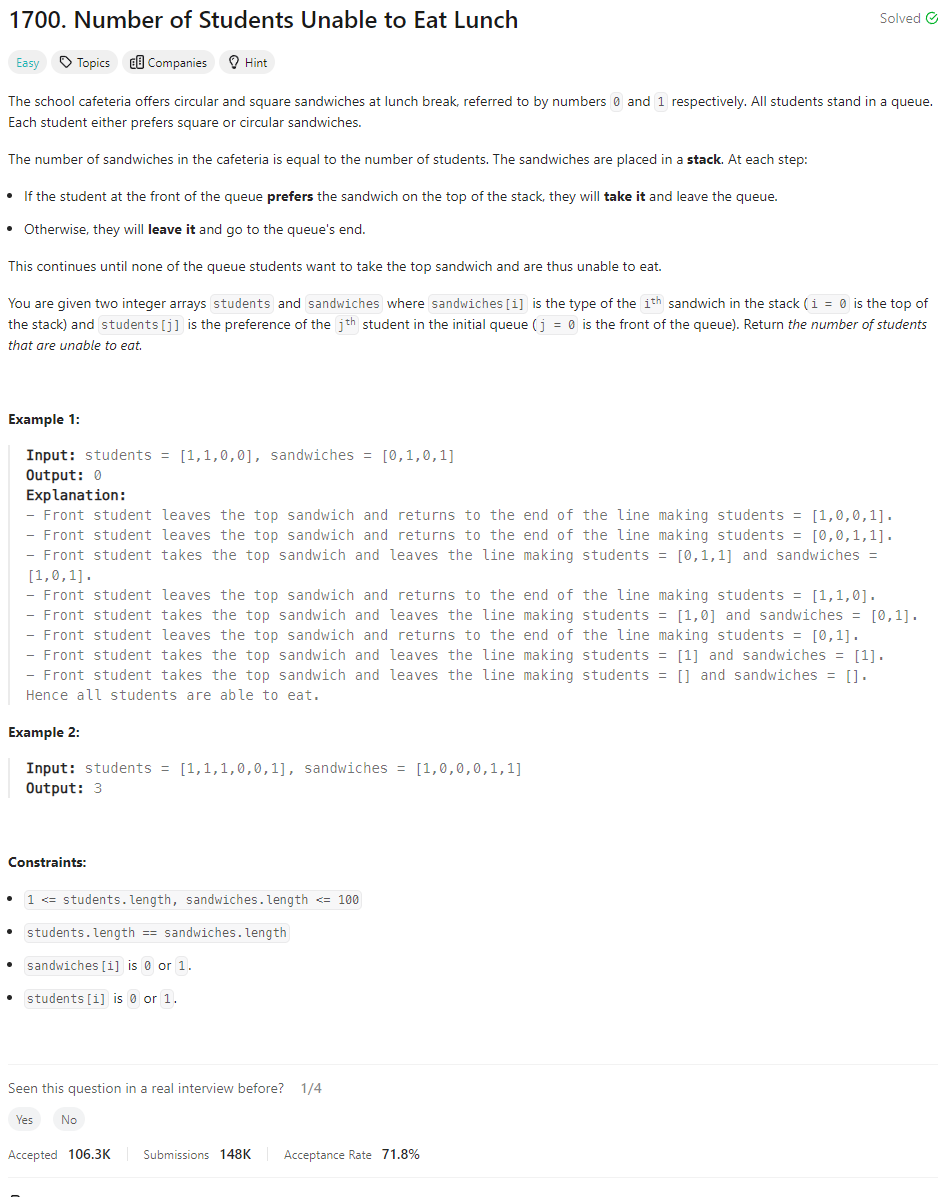 1700. Number of Students Unable to Eat Lunch
Solved
Easy
Topics
Companies
Hint
The school cafeteria offers circular and square sandwiches at lunch break, referred to by numbers 0 and 1 respectively. All students stand in a queue.
Each student either prefers square or circular sandwiches.
The number of sandwiches in the cafeteria is equal to the number of students. The sandwiches are placed in a stack. At each step:
• If the student at the front of the queue prefers the sandwich on the top of the stack, they will take it and leave the queue.
• Otherwise, they will leave it and go to the queue's end.
This continues until none of the queue students want to take the top sandwich and are thus unable to eat.
You are given two integer arrays students and sandwiches where sandwiches[i] is the type of the ith sandwich in the stack (i = 0 is the top of
the stack) and students[j] is the preference of the jth student in the initial queue (j = 0 is the front of the queue). Return the number of students
that are unable to eat.
Example 1:
Input: students = [1,1,0,0], sandwiches = [0,1,0,1]
Output: 0
Explanation:
- Front student leaves the top sandwich and returns to the end of the line making students = [1,0,0,1].
- Front student leaves the top sandwich and returns to the end of the line making students = [0,0,1,1].
- Front student takes the top sandwich and leaves the line making students = [0,1,1] and sandwiches =
[1,0,1].
- Front student leaves the top sandwich and returns to the end of the line making students = [1,1,0].
- Front student takes the top sandwich and leaves the line making students = [1,0] and sandwiches = [0,1].
- Front student leaves the top sandwich and returns to the end of the line making students = [0,1].
- Front student takes the top sandwich and leaves the line making students = [1] and sandwiches = [1].
- Front student takes the top sandwich and leaves the line making students = [] and sandwiches = [].
Hence all students are able to eat.
Example 2:
Input: students = [1,1,1,0,0,1], sandwiches = [1,0,0,0,1,1]
Output: 3
Constraints:
• 1 <= students.length, sandwiches.length <= 100
• students.length == sandwiches.length
• sandwiches[i] is 0 or 1.
• students[i] is 0 or 1.
Seen this question in a real interview before? 1/4
Yes
No
Accepted 106.3K
Submissions 148K
Acceptance Rate 71.8%